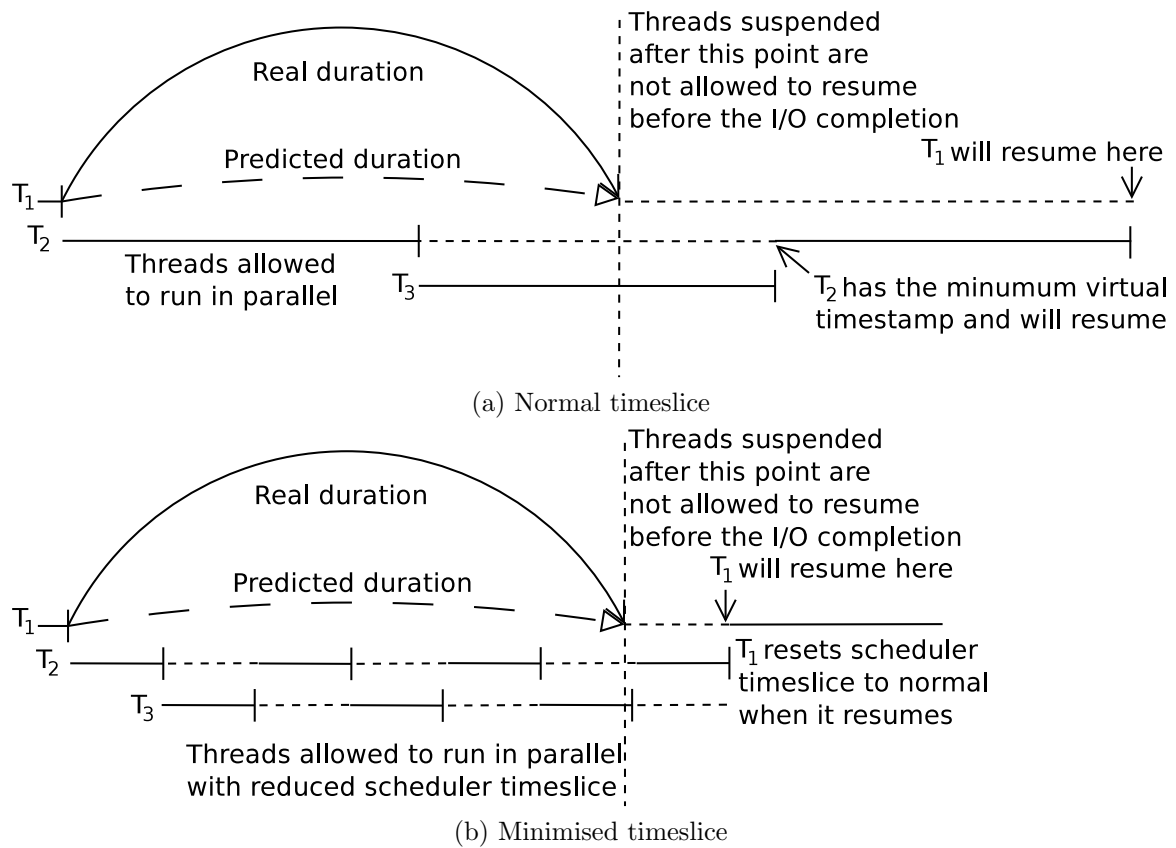 Threads suspended
after this point are
not allowed to resume
before the I/O completion
Real duration
Predicted duration
T1 will resume here
T1
T2
Threads allowed
to run in parallel
T3
T2 has the minumum virtual
timestamp and will resume
(a) Normal timeslice
Threads suspended
after this point are
not allowed to resume
before the I/O completion
Real duration
Predicted duration
T1 will resume here
T1
T2
T1 resets scheduler
timeslice to normal
when it resumes
T3
Threads allowed to run in parallel
with reduced scheduler timeslice
(b) Minimised timeslice